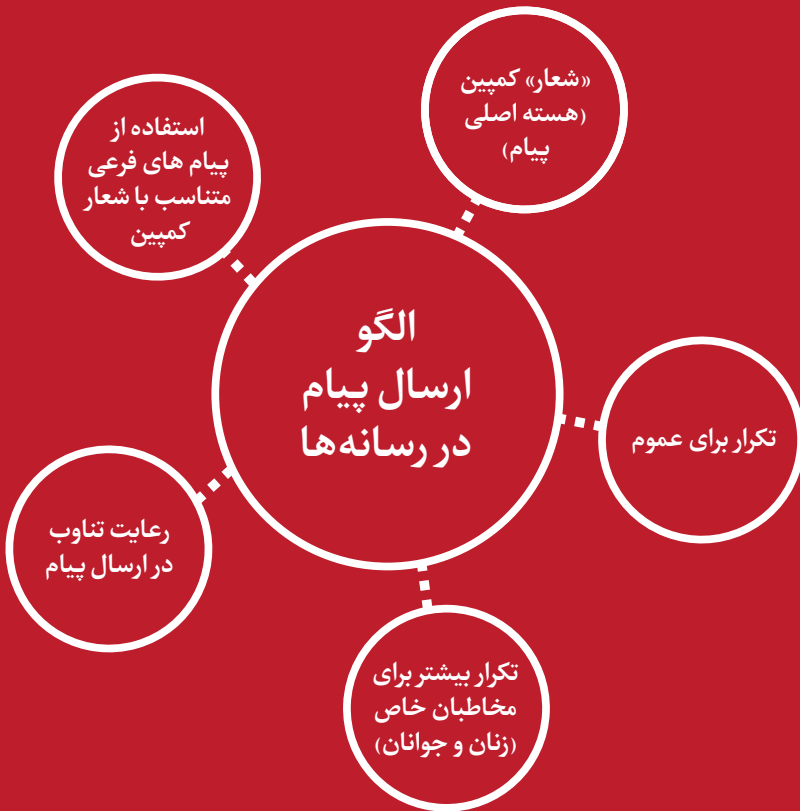 «شعار» کمپین
(هسته اصلی
پیام)
استفاده از
پیام های فرعی
متناسب با شعار
کمپین
الگو
ارسال پیام
در رسانه‌ها
تکرار برای عموم
رعایت تناوب
در ارسال پیام
تکرار بیشتر برای
مخاطبان خاص
(زنان و جوانان)